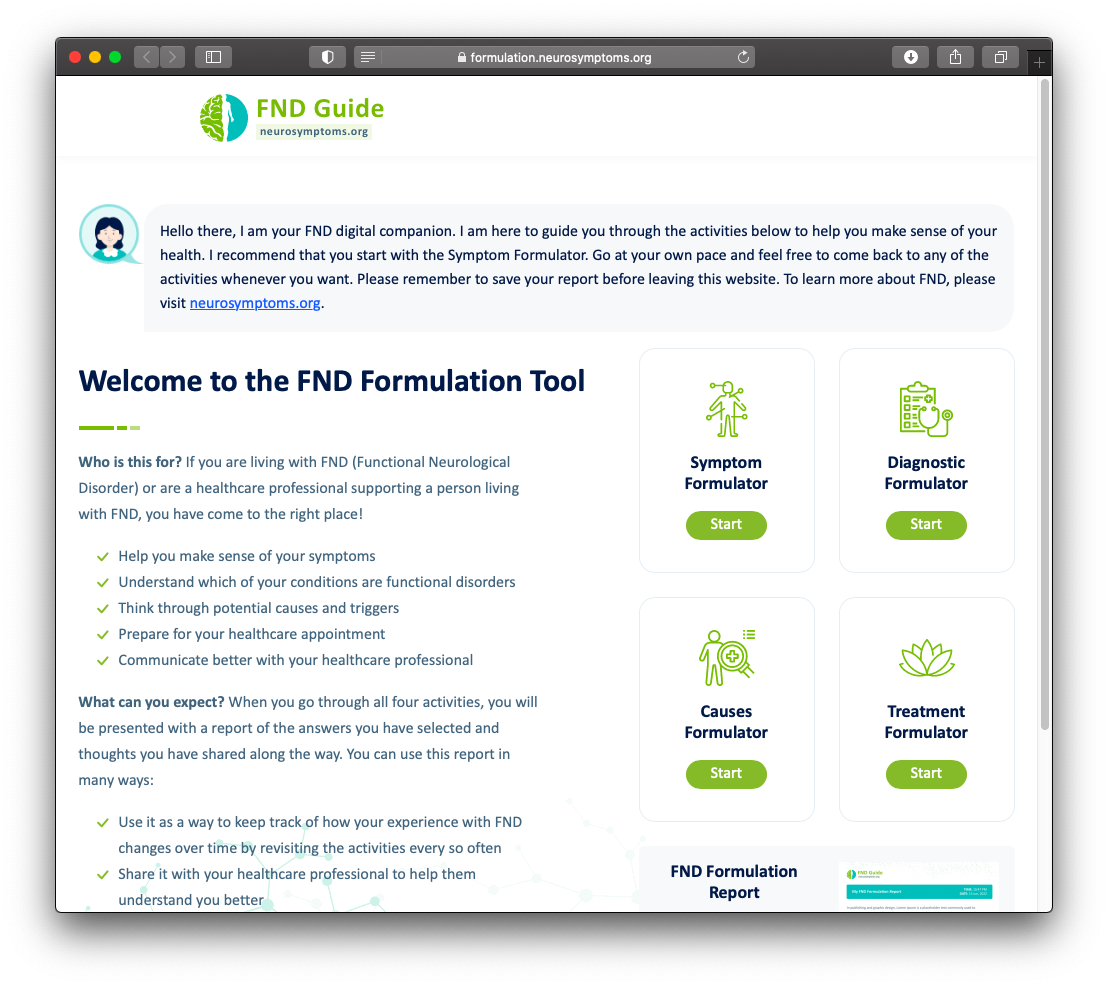 formulation.neurosymptoms.org
FND Guide
neurosymptoms.org
Hello there, I am your FND digital companion. I am here to guide you through the activities below to help you make sense of your
health. I recommend that you start with the Symptom Formulator. Go at your own pace and feel free to come back to any of the
activities whenever you want. Please remember to save your report before leaving this website. To learn more about FND, please
visit neurosymptoms.org.
Welcome to the FND Formulation Tool
Who is this for? If you are living with FND (Functional Neurological
Disorder) or are a healthcare professional supporting a person living
with FND, you have come to the right place!
Help you make sense of your symptoms
Understand which of your conditions are functional disorders
Think through potential causes and triggers
Prepare for your healthcare appointment
Communicate better with your healthcare professional
What can you expect? When you go through all four activities, you will
be presented with a report of the answers you have selected and
thoughts you have shared along the way. You can use this report in
many ways:
Use it as a way to keep track of how your experience with FND
changes over time by revisiting the activities every so often
Share it with your healthcare professional to help them
understand you better
Symptom
Formulator
Start
Diagnostic
Formulator
Start
Causes
Formulator
Start
Treatment
Formulator
Start
FND Formulation
Report
FND Guide
My FND Formulation Report